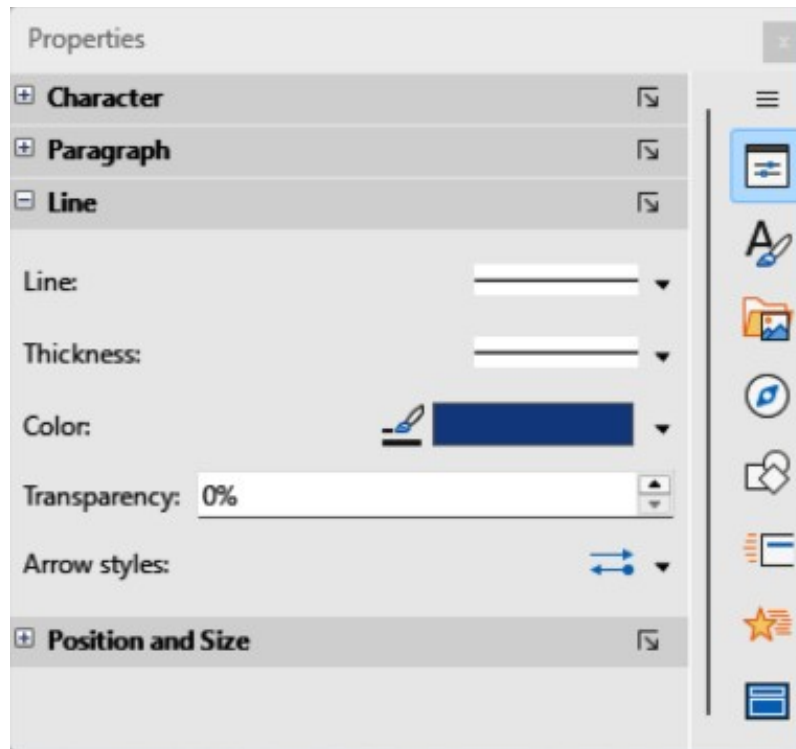 Properties
Character
Paragraph
Line
Line:
Thickness:
Color:
Transparency: 0%
Arrow styles:
Position and Size